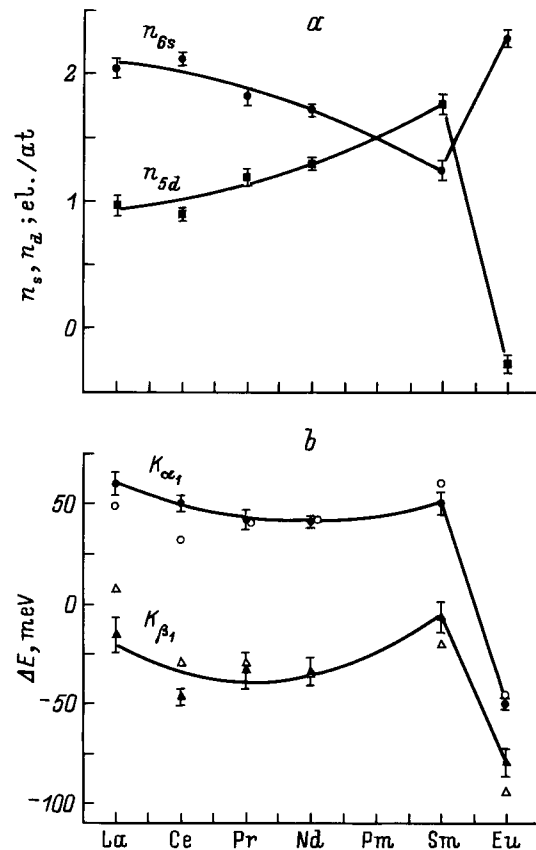 a
n6s
n5d
ns, nd; el./at
2
1
0
b
Kα1
Kβ1
ΔE, meV
50
0
-50
-100
La Ce Pr Nd Pm Sm Eu